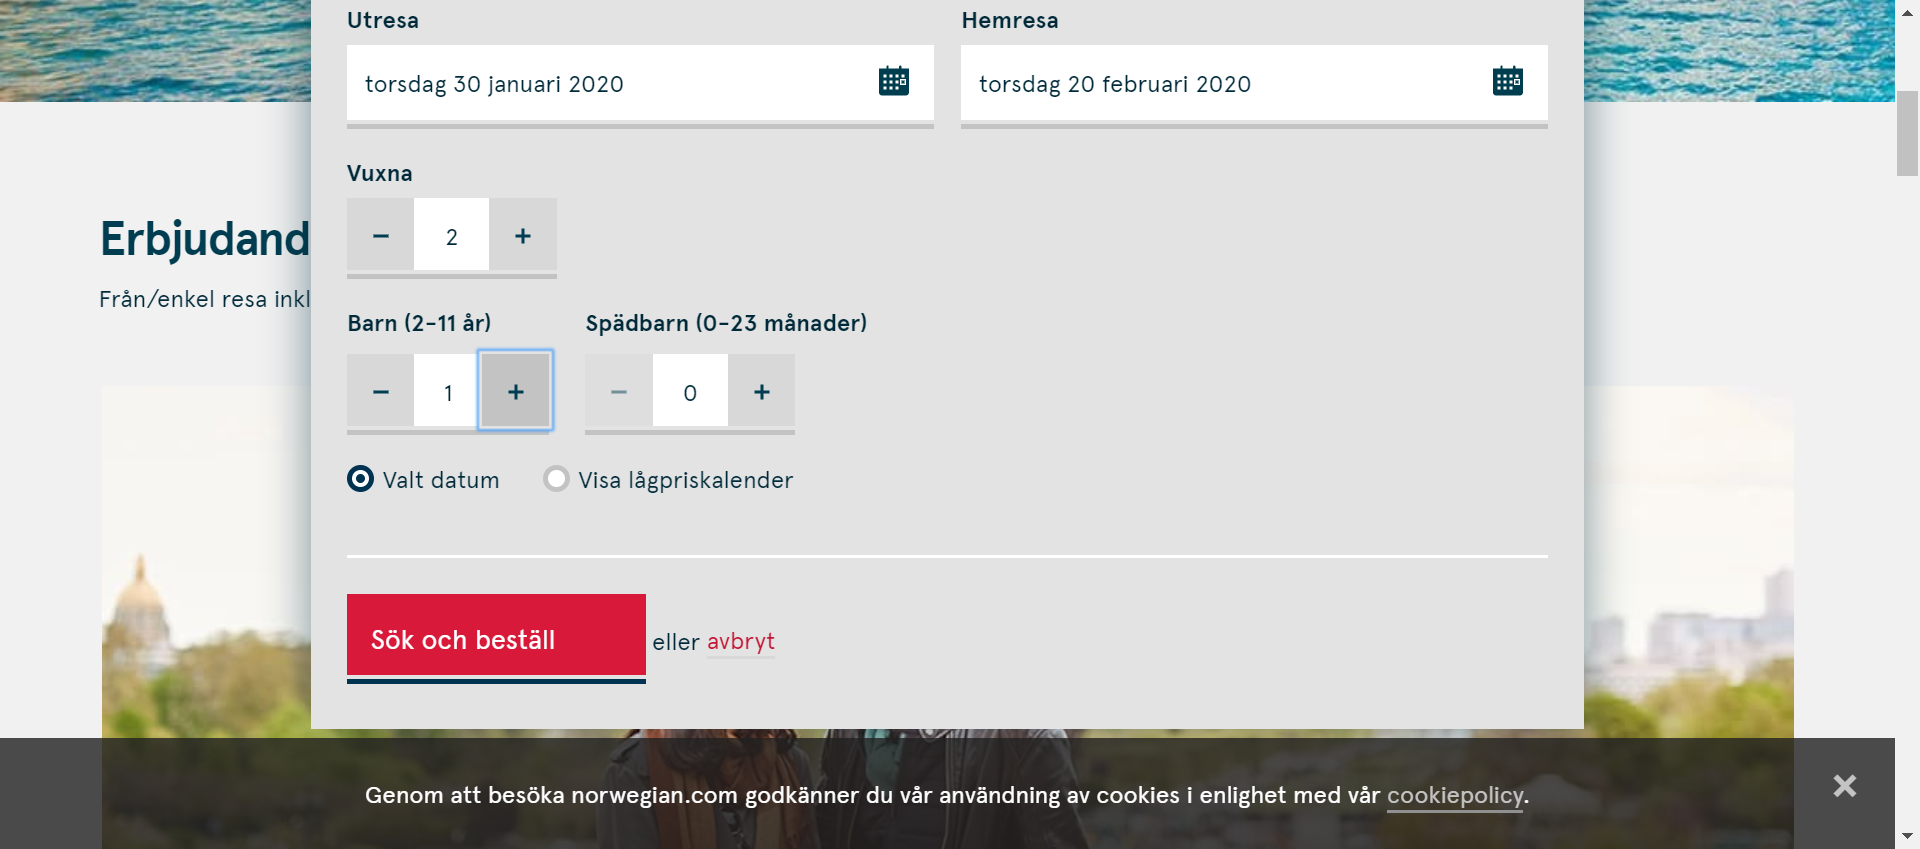 Utresa
Hemresa
torsdag 30 januari 2020
torsdag 20 februari 2020
Vuxna
− 2 +
Erbjudand
Från/enkel resa inkl
Barn (2-11 år)
Spädbarn (0-23 månader)
− 1 +
− 0 +
Valt datum
Visa lågpriskalender
Sök och beställ
eller avbryt
Genom att besöka norwegian.com godkänner du vår användning av cookies i enlighet med vår cookiepolicy.